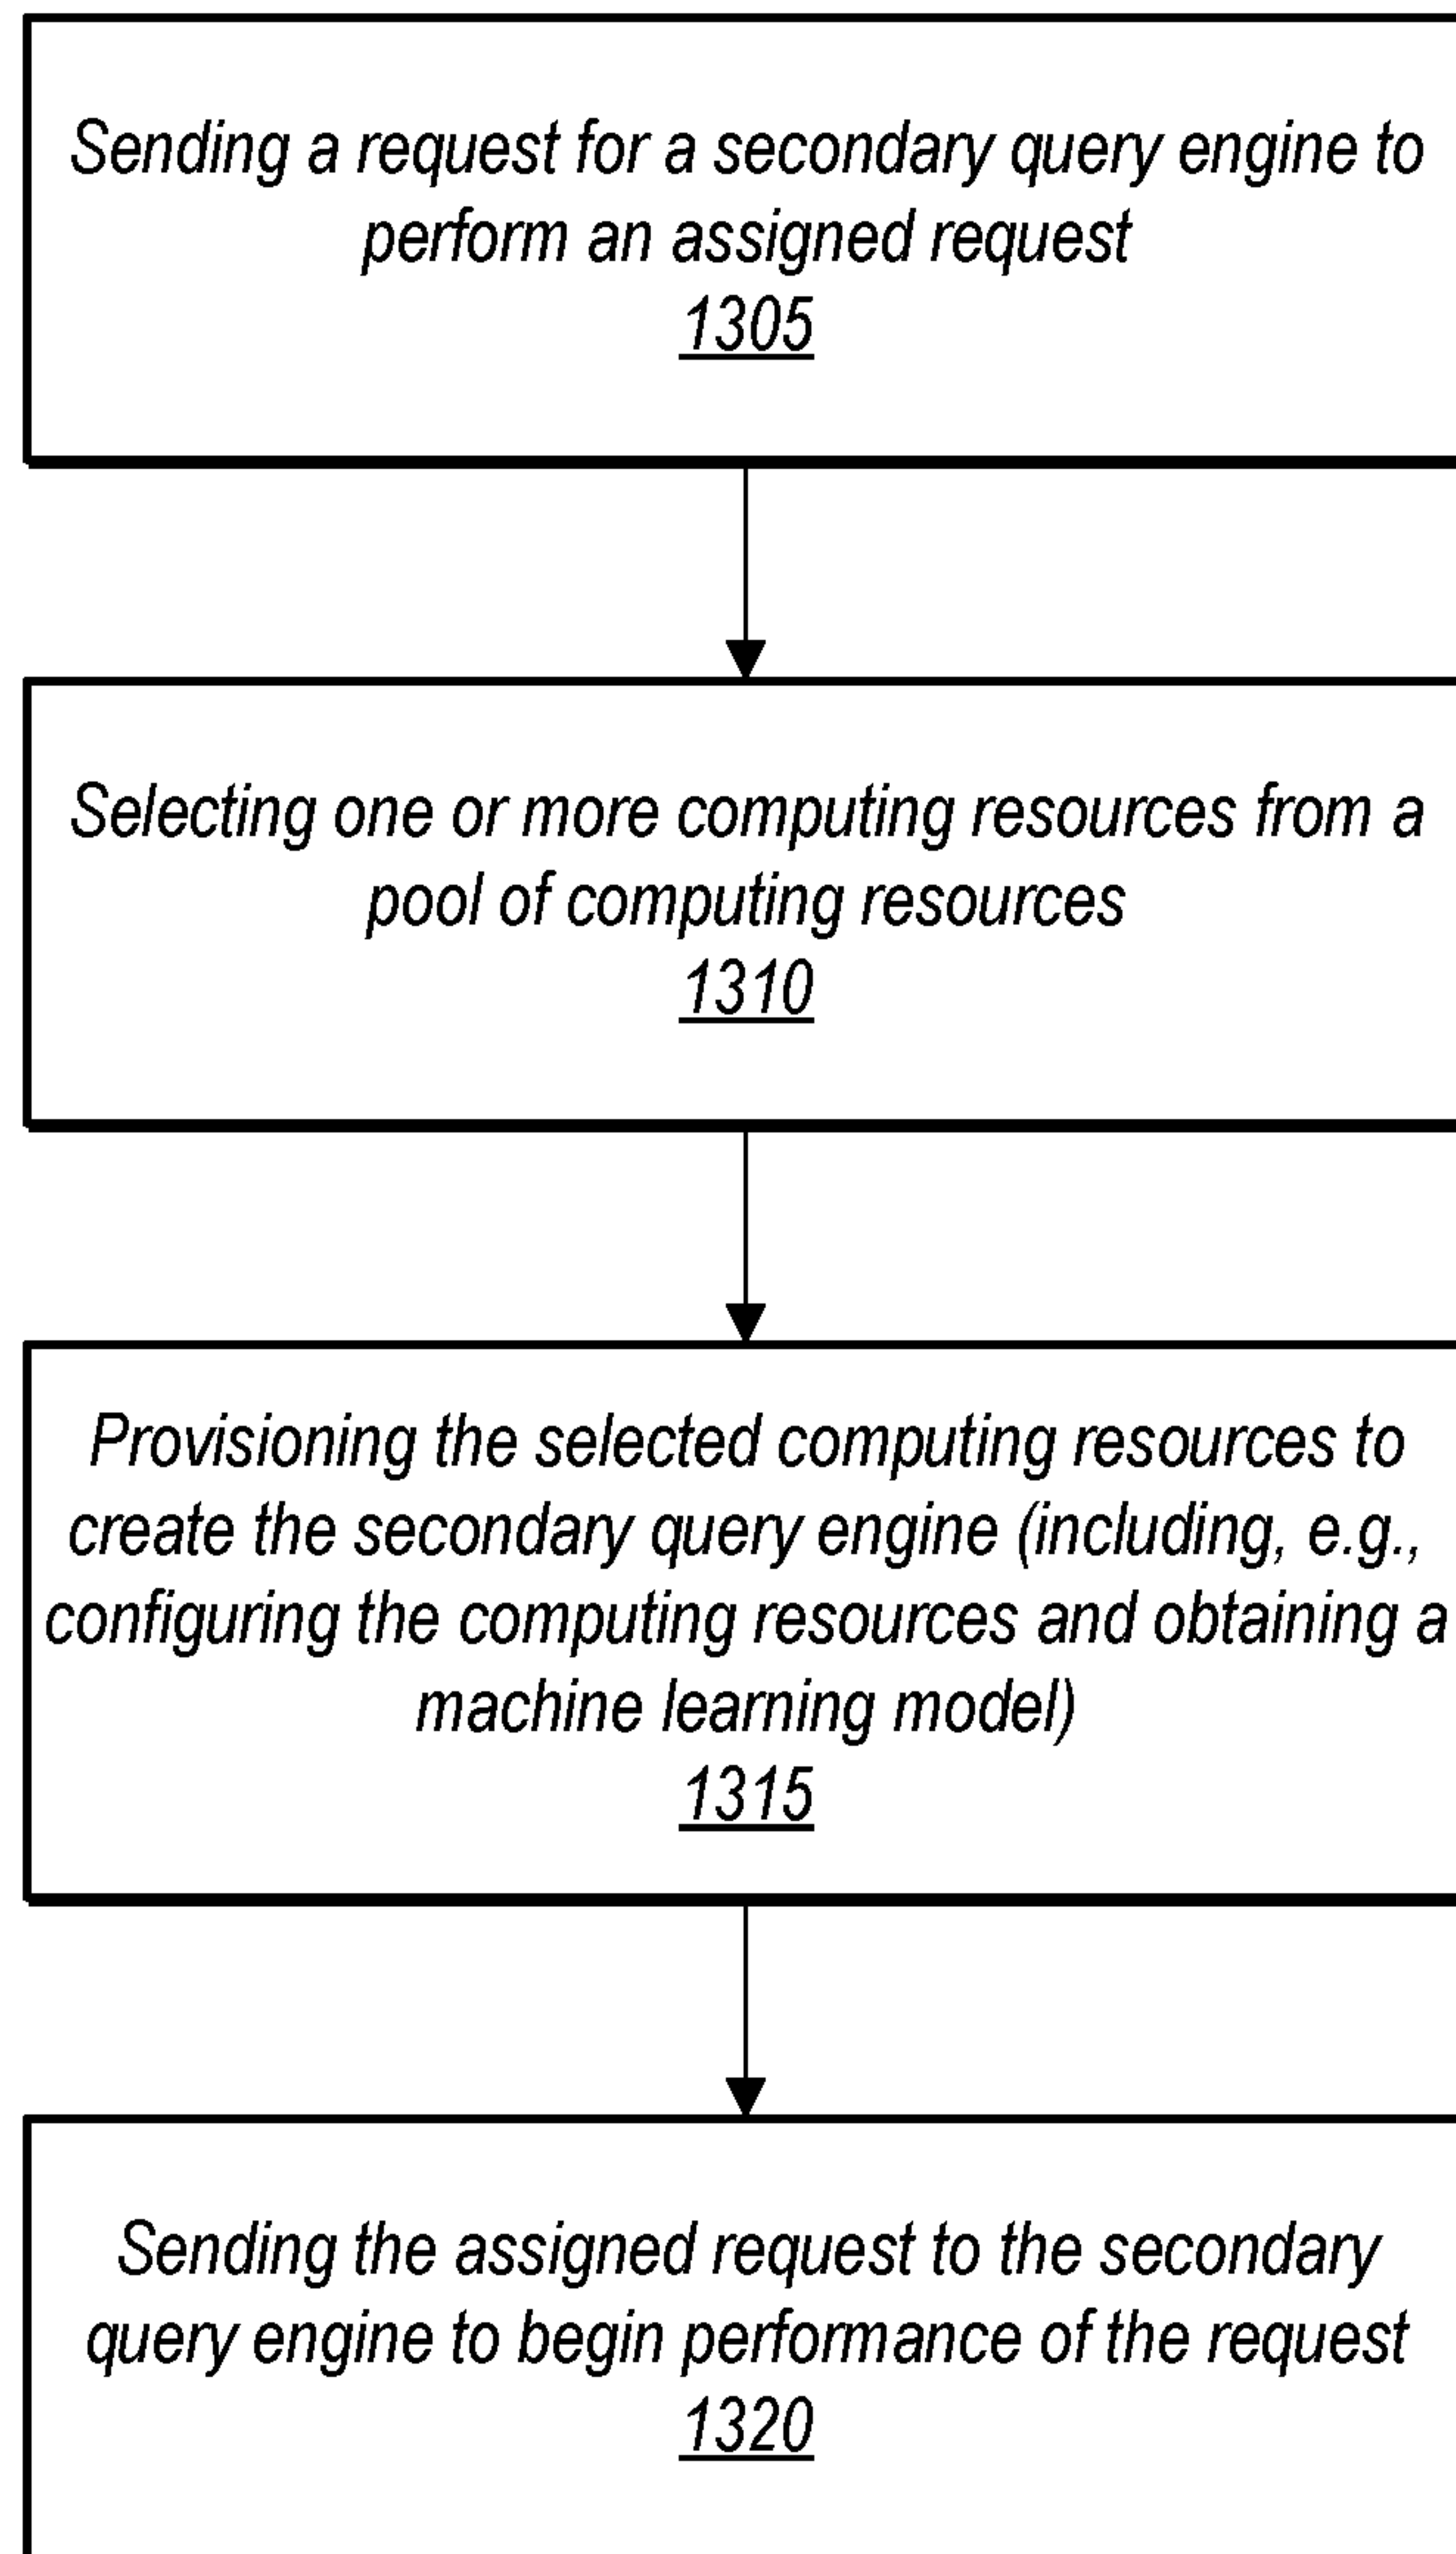 Sending a request for a secondary query engine to
perform an assigned request
1305
Selecting one or more computing resources from a
pool of computing resources
1310
Provisioning the selected computing resources to
create the secondary query engine (including, e.g.,
configuring the computing resources and obtaining a
machine learning model)
1315
Sending the assigned request to the secondary
query engine to begin performance of the request
1320